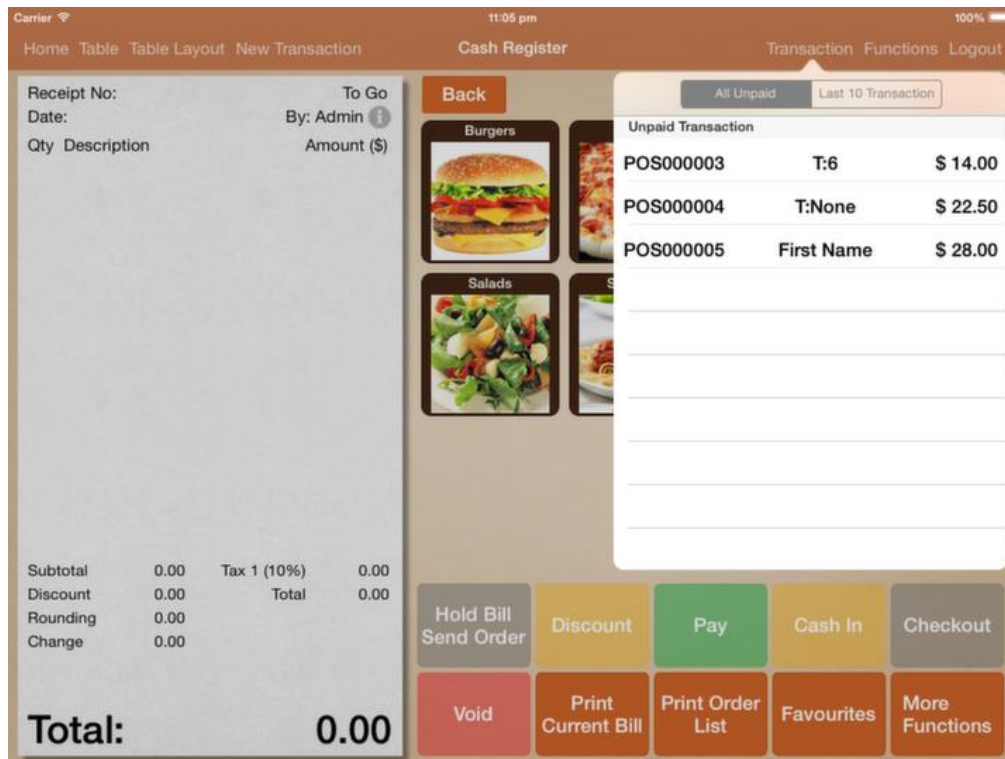 Carrier 11:05 pm 100%
Home Table Table Layout New Transaction Cash Register Transaction Functions Logout
Receipt No: To Go
Date: By: Admin
Qty Description Amount ($)
Subtotal 0.00 Tax 1 (10%) 0.00
Discount 0.00 Total 0.00
Rounding 0.00
Change 0.00
Total: 0.00
Back
Burgers
Salads
All Unpaid Last 10 Transaction
Unpaid Transaction
POS000003 T:6 $ 14.00
POS000004 T:None $ 22.50
POS000005 First Name $ 28.00
Hold Bill
Send Order
Discount
Pay
Cash In
Checkout
Void
Print
Current Bill
Print Order
List
Favourites
More
Functions